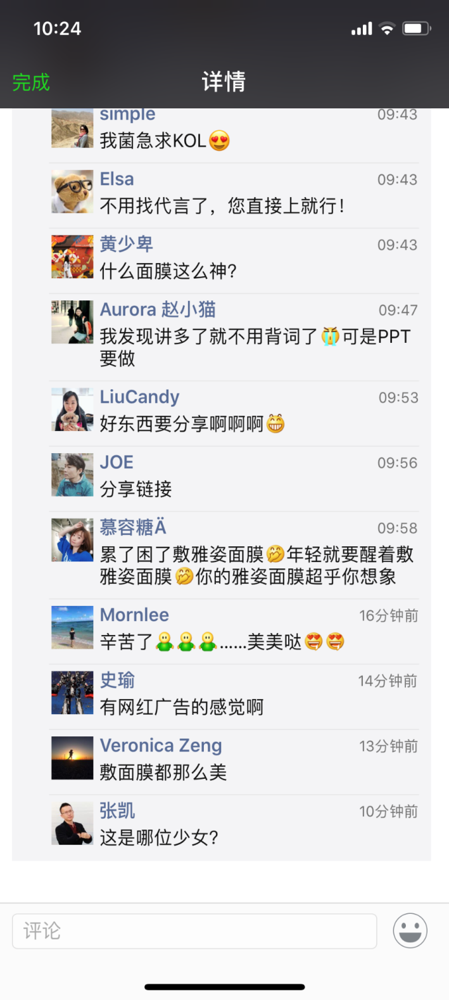 10:24
完成
详情
simple
09:43
我菌急求KOL😍
Elsa
09:43
不用找代言了，您直接上就行！
黄少卑
09:43
什么面膜这么神？
Aurora 赵小猫
09:47
我发现讲多了就不用背词了😭可是PPT
要做
LiuCandy
09:53
好东西要分享啊啊啊😁
JOE
09:56
分享链接
慕容糖Ä
09:58
累了困了敷雅姿面膜🤭年轻就要醒着敷
雅姿面膜🤭你的雅姿面膜超乎你想象
Mornlee
16分钟前
辛苦了......美美哒😍😍
史瑜
14分钟前
有网红广告的感觉啊
Veronica Zeng
13分钟前
敷面膜都那么美
张凯
10分钟前
这是哪位少女？
评论